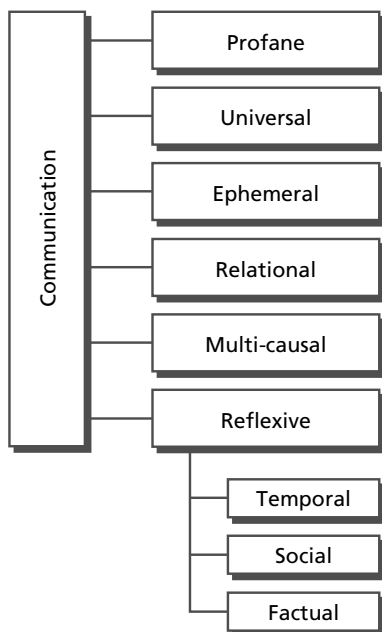 Communication
Profane
Universal
Ephemeral
Relational
Multi-causal
Reflexive
Temporal
Social
Factual